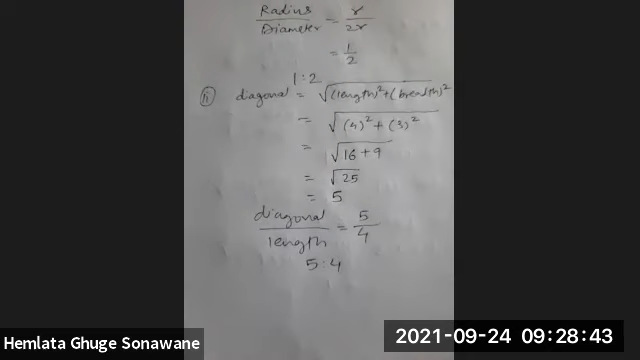 Radius/Diameter = r/2r
= 1/2
1:2
ii) diagonal = √(length)²+(breadth)²
= √(4)²+(3)²
= √16+9
= √25
= 5
diagonal/length = 5/4
5:4
Hemlata Ghuge Sonawane
2021-09-24 09:28:43